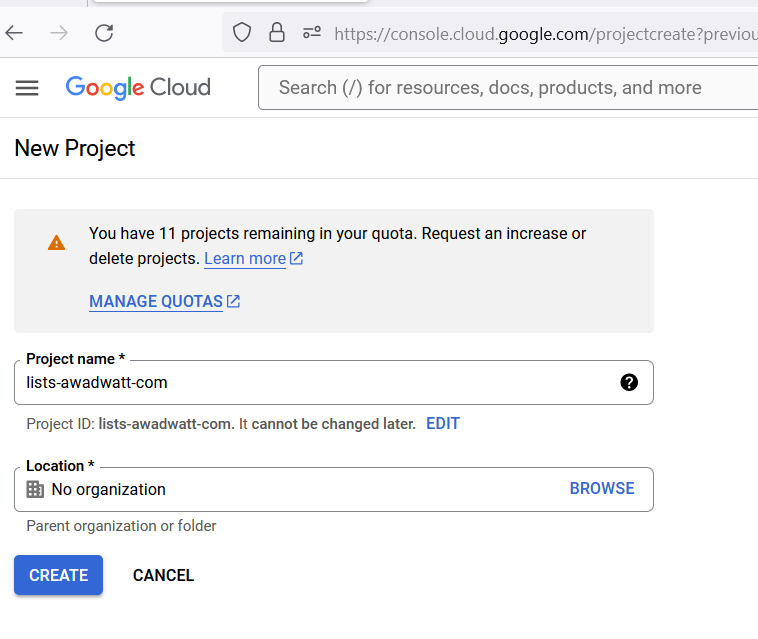 https://console.cloud.google.com/projectcreate?previou
Google Cloud
Search (/) for resources, docs, products, and more
New Project
You have 11 projects remaining in your quota. Request an increase or
delete projects. Learn more
MANAGE QUOTAS
Project name *
lists-awadwatt-com
Project ID: lists-awadwatt-com. It cannot be changed later. EDIT
Location *
No organization BROWSE
Parent organization or folder
CREATE CANCEL